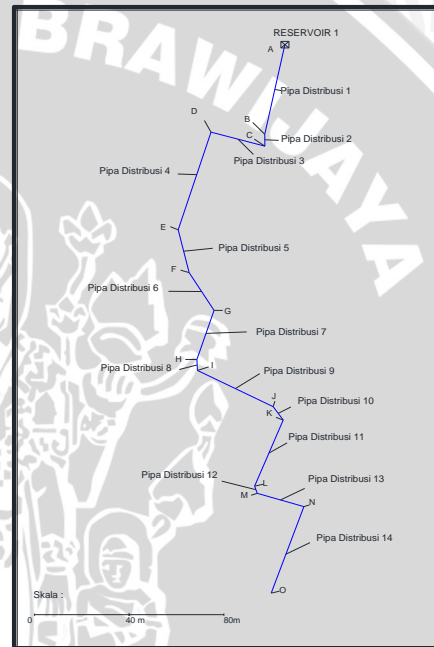 BRAWIJAYA
RESERVOIR 1
A
Pipa Distribusi 1
D
B
C
Pipa Distribusi 2
Pipa Distribusi 3
Pipa Distribusi 4
E
Pipa Distribusi 5
F
Pipa Distribusi 6
G
Pipa Distribusi 7
H
I
Pipa Distribusi 8
Pipa Distribusi 9
J
Pipa Distribusi 10
K
Pipa Distribusi 11
Pipa Distribusi 12
L
Pipa Distribusi 13
M
N
Pipa Distribusi 14
O
Skala :
0 40 m 80m